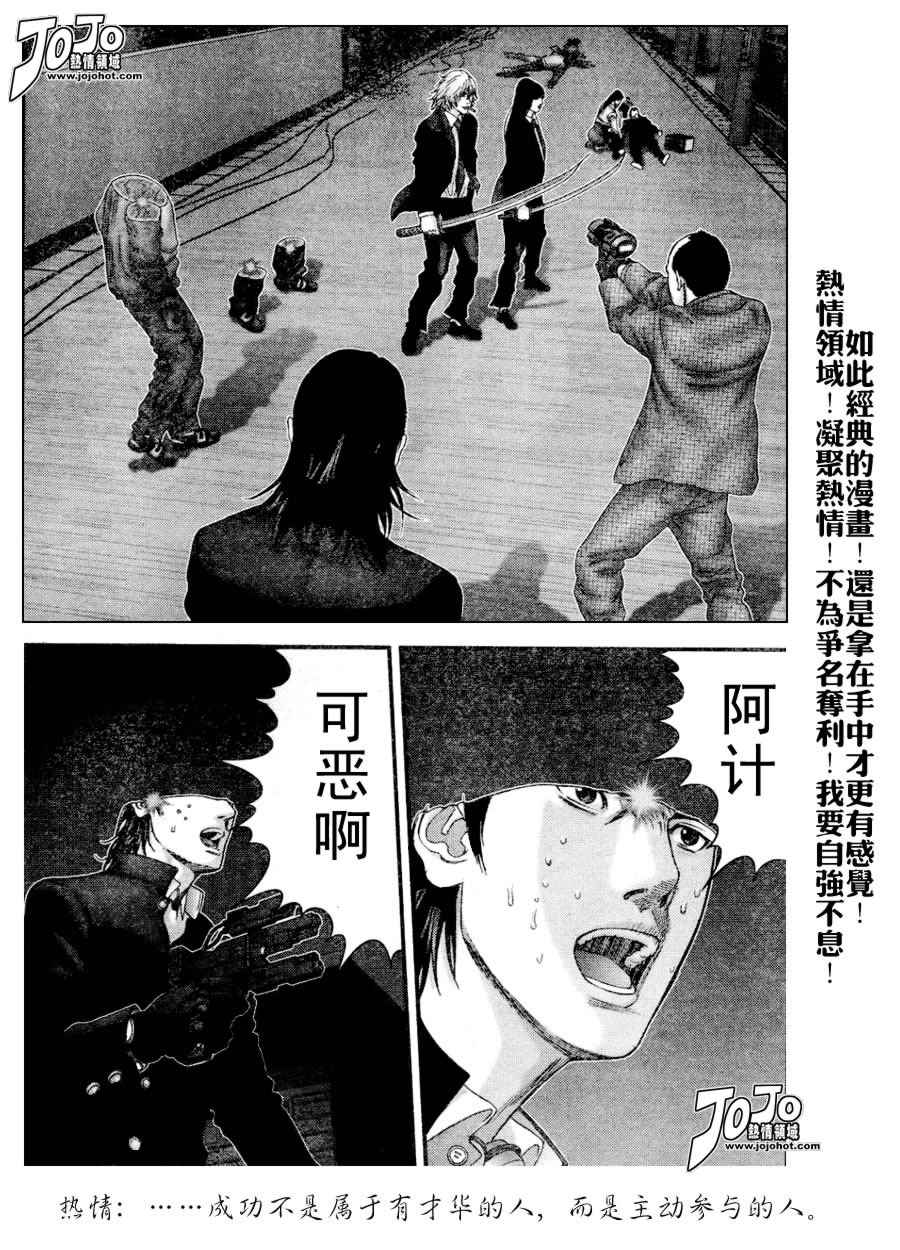 JOJO
熱情領域
www.jojohot.com
如此經典的漫畫！還是拿在手中才更有感覺！
熱情領域！凝聚熱情！不為爭名奪利！我要自強不息！
阿计
可恶啊
JOJO
熱情領域
www.jojohot.com
热情：……成功不是属于有才华的人，而是主动参与的人。